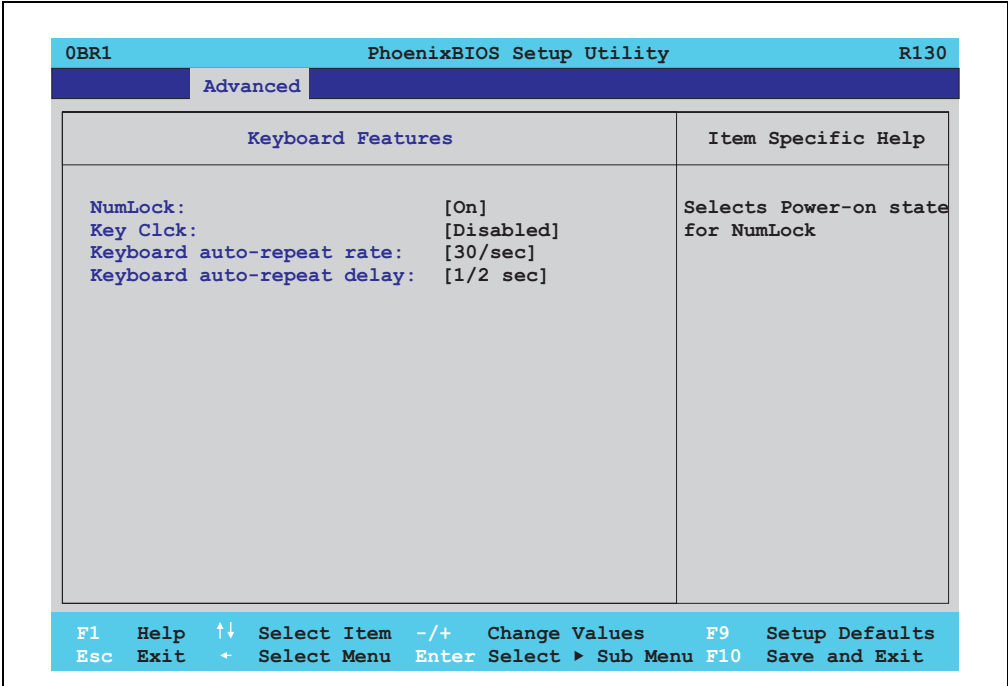 0BR1 PhoenixBIOS Setup Utility R130
Advanced
Keyboard Features
Item Specific Help
NumLock: [On]
Key Clck: [Disabled]
Keyboard auto-repeat rate: [30/sec]
Keyboard auto-repeat delay: [1/2 sec]
Selects Power-on state
for NumLock
F1 Help ↑↓ Select Item -/+ Change Values F9 Setup Defaults
Esc Exit ← Select Menu Enter Select ▶ Sub Menu F10 Save and Exit